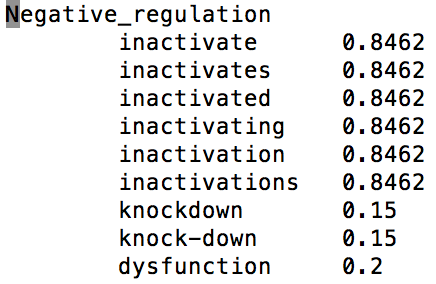 Negative_regulation
inactivate 0.8462
inactivates 0.8462
inactivated 0.8462
inactivating 0.8462
inactivation 0.8462
inactivations 0.8462
knockdown 0.15
knock-down 0.15
dysfunction 0.2